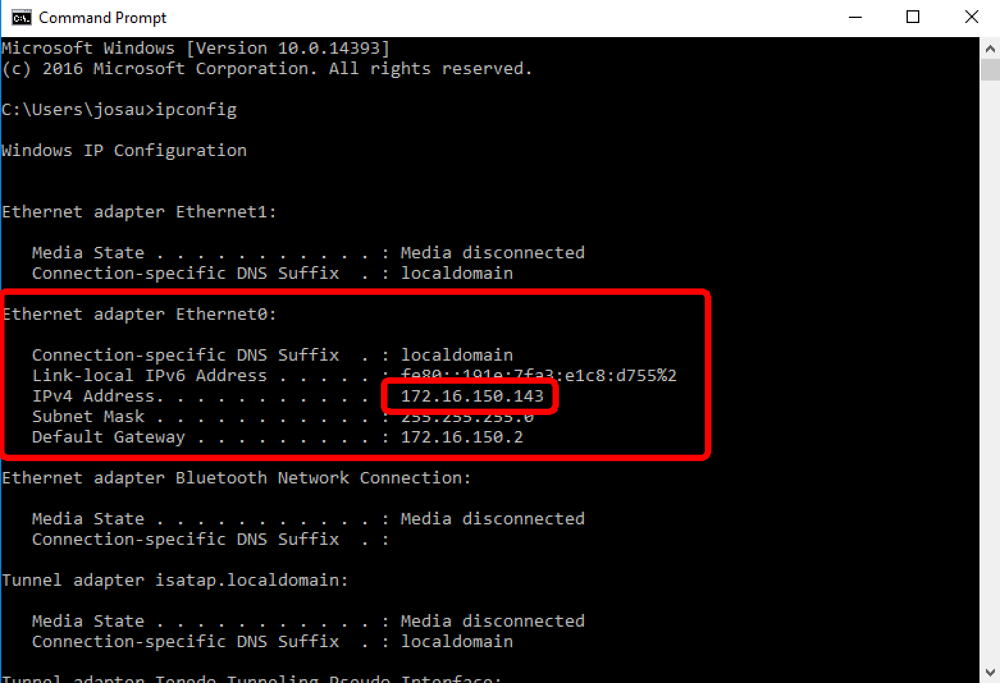 Command Prompt
Microsoft Windows [Version 10.0.14393]
(c) 2016 Microsoft Corporation. All rights reserved.
C:\Users\josau>ipconfig
Windows IP Configuration
Ethernet adapter Ethernet1:
Media State . . . . . . . . . . . : Media disconnected
Connection-specific DNS Suffix  . : localdomain
Ethernet adapter Ethernet0:
Connection-specific DNS Suffix  . : localdomain
Link-local IPv6 Address . . . . . : fe80::191e:7fa3:e1c8:d755%2
IPv4 Address. . . . . . . . . . . 172.16.150.143
Subnet Mask . . . . . . . . . . . : 255.255.255.0
Default Gateway . . . . . . . . . : 172.16.150.2
Ethernet adapter Bluetooth Network Connection:
Media State . . . . . . . . . . . : Media disconnected
Connection-specific DNS Suffix  . :
Tunnel adapter isatap.localdomain:
Media State . . . . . . . . . . . : Media disconnected
Connection-specific DNS Suffix  . : localdomain
Tunnel adapter Teredo Tunneling Pseudo-Interface: